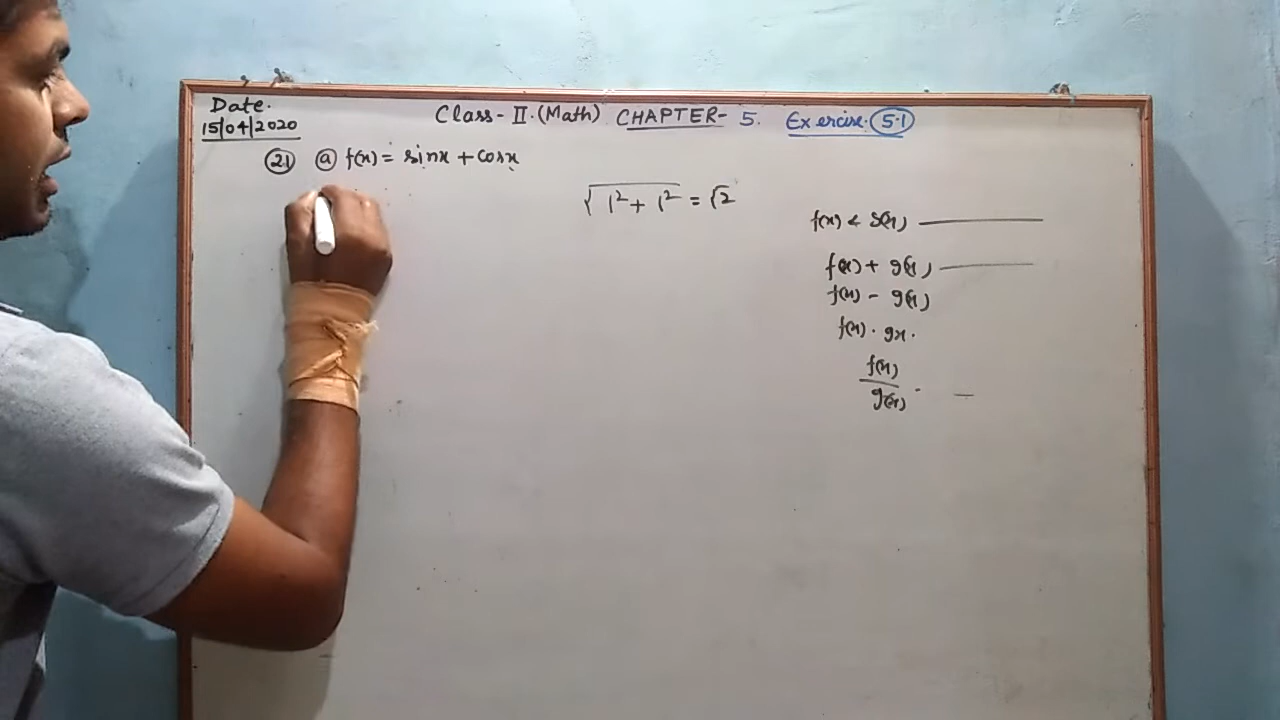 Date.
15/04/2020
Class - II. (Math) CHAPTER- 5. Exercise. 5.1
21 a f(x) = sinx + cosx
√1² + 1² = √2
f(x) & g(x)
f(x) + g(x)
f(x) - g(x)
f(x) . gx.
f(x)
g(x)